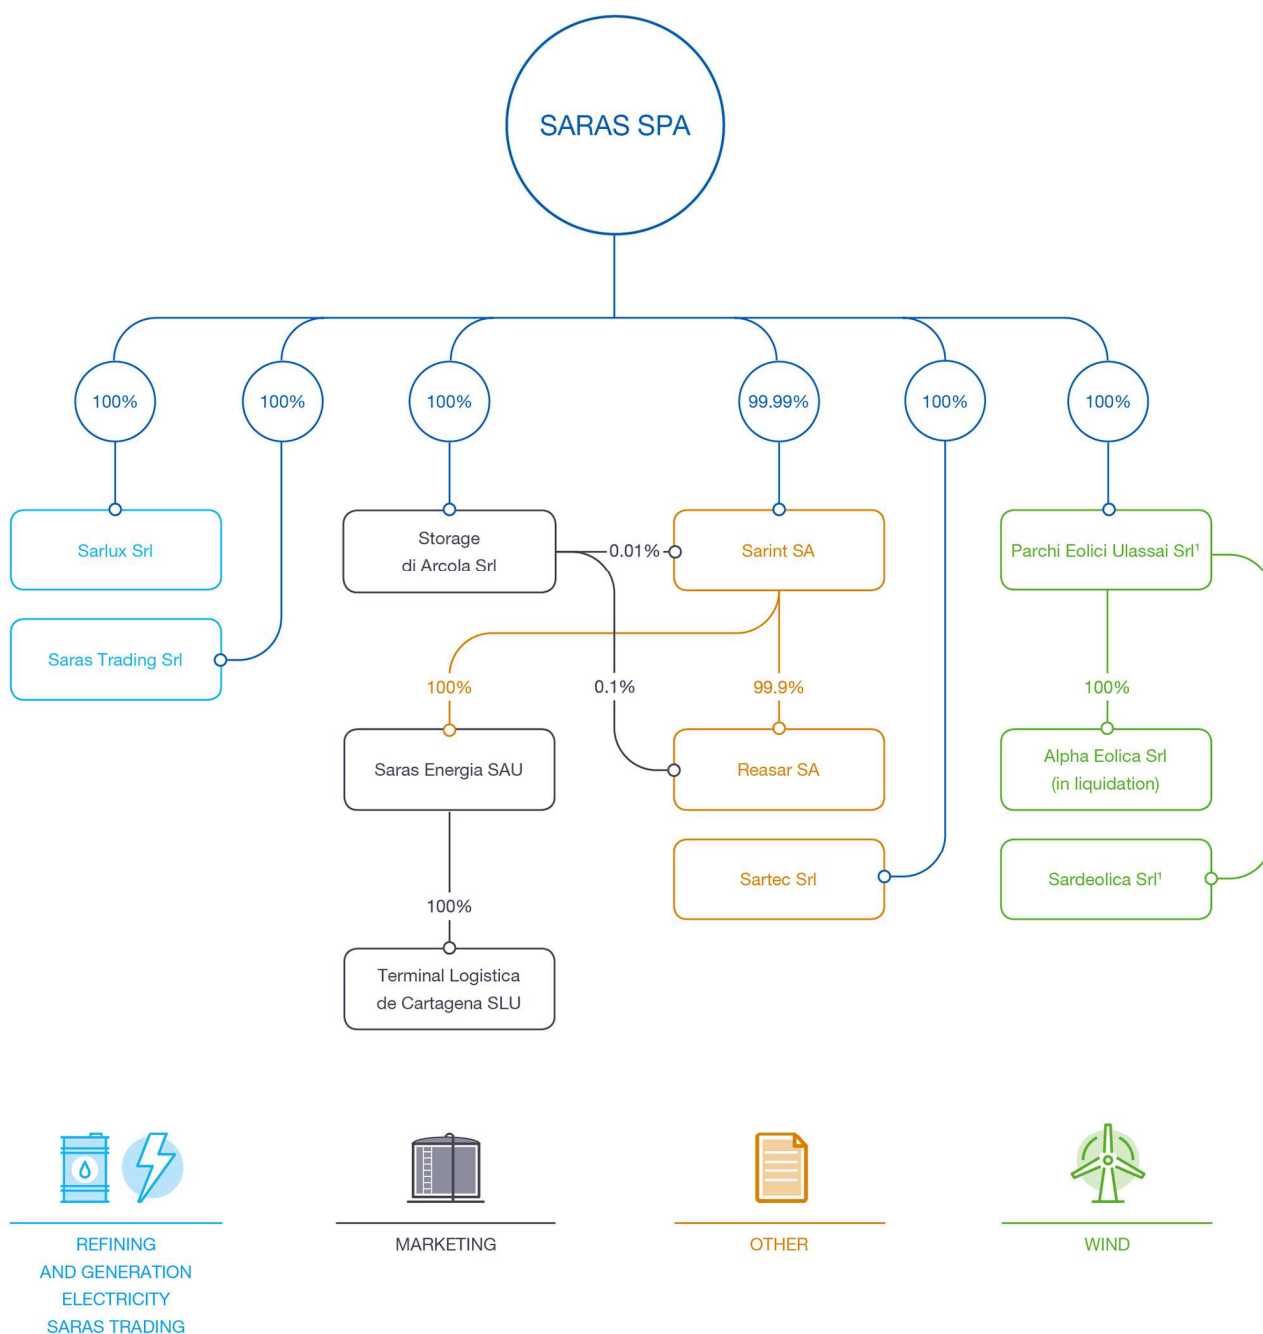 SARAS SPA
100%
100%
100%
99.99%
100%
100%
Sarlux Srl
Storage
di Arcola Srl
0.01%
Sarint SA
Parchi Eolici Ulassai Srl¹
Saras Trading Srl
100%
0.1%
99.9%
100%
Saras Energia SAU
Reasar SA
Alpha Eolica Srl
(in liquidation)
Sartec Srl
Sardeolica Srl¹
100%
Terminal Logistica
de Cartagena SLU
REFINING
AND GENERATION
ELECTRICITY
SARAS TRADING
MARKETING
OTHER
WIND